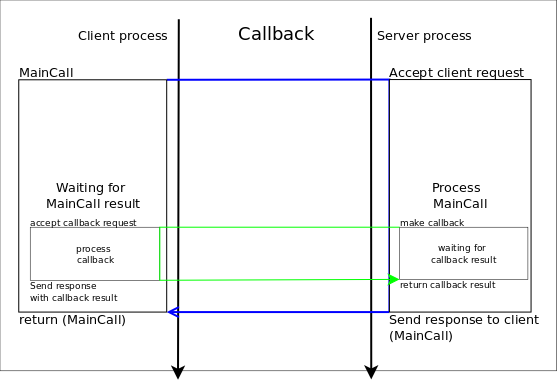 Callback
Client process
Server process
MainCall
Accept client request
Waiting for
MainCall result
Process
MainCall
accept callback request
make callback
process
callback
waiting for
callback result
Send response
with callback result
return callback result
return (MainCall)
Send response to client
(MainCall)